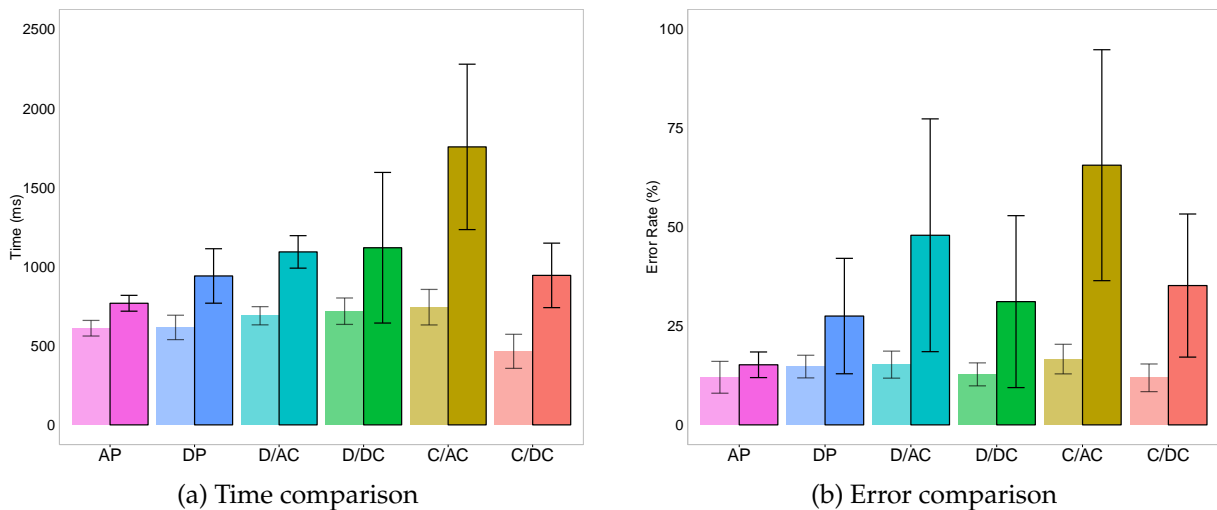 2500
2000
1500
1000
500
0
Time (ms)
AP DP D/AC D/DC C/AC C/DC
(a) Time comparison
100
75
50
25
0
Error Rate (%)
AP DP D/AC D/DC C/AC C/DC
(b) Error comparison